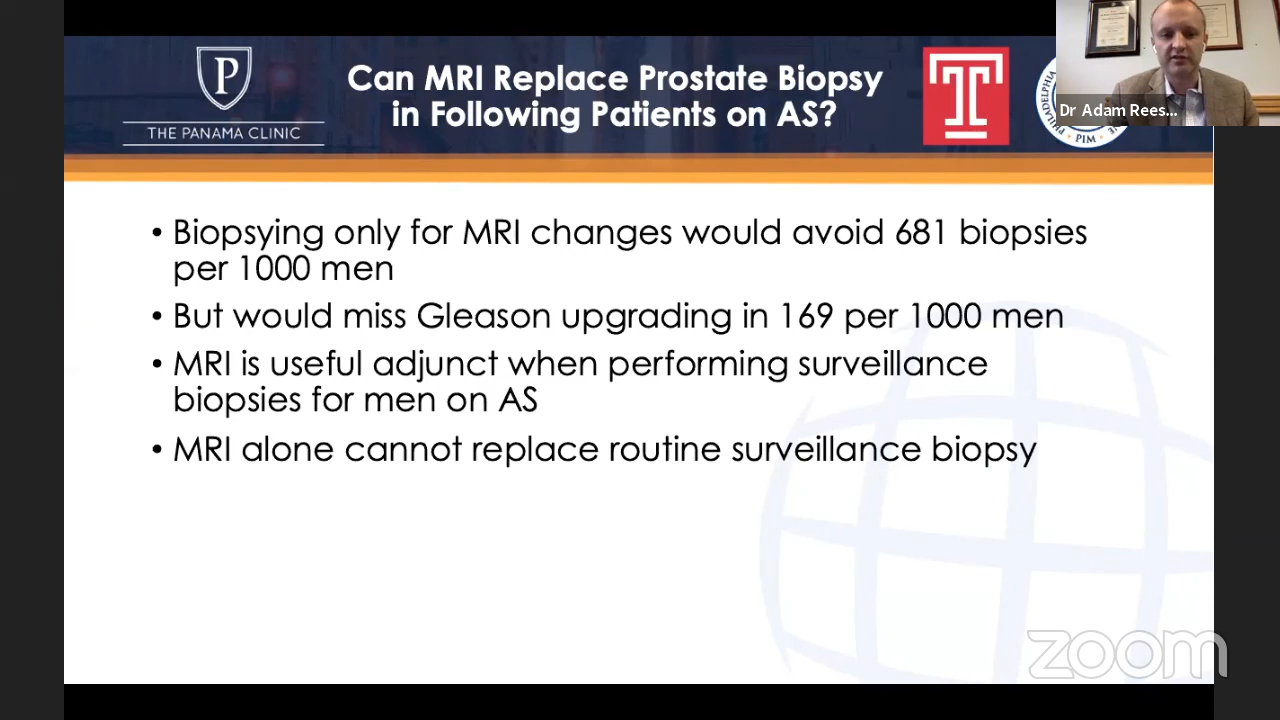 P
THE PANAMA CLINIC
Can MRI Replace Prostate Biopsy
in Following Patients on AS?
T
PHILADELPHIA
PIM
Dr Adam Rees...
• Biopsying only for MRI changes would avoid 681 biopsies
per 1000 men
• But would miss Gleason upgrading in 169 per 1000 men
• MRI is useful adjunct when performing surveillance
biopsies for men on AS
• MRI alone cannot replace routine surveillance biopsy
zoom